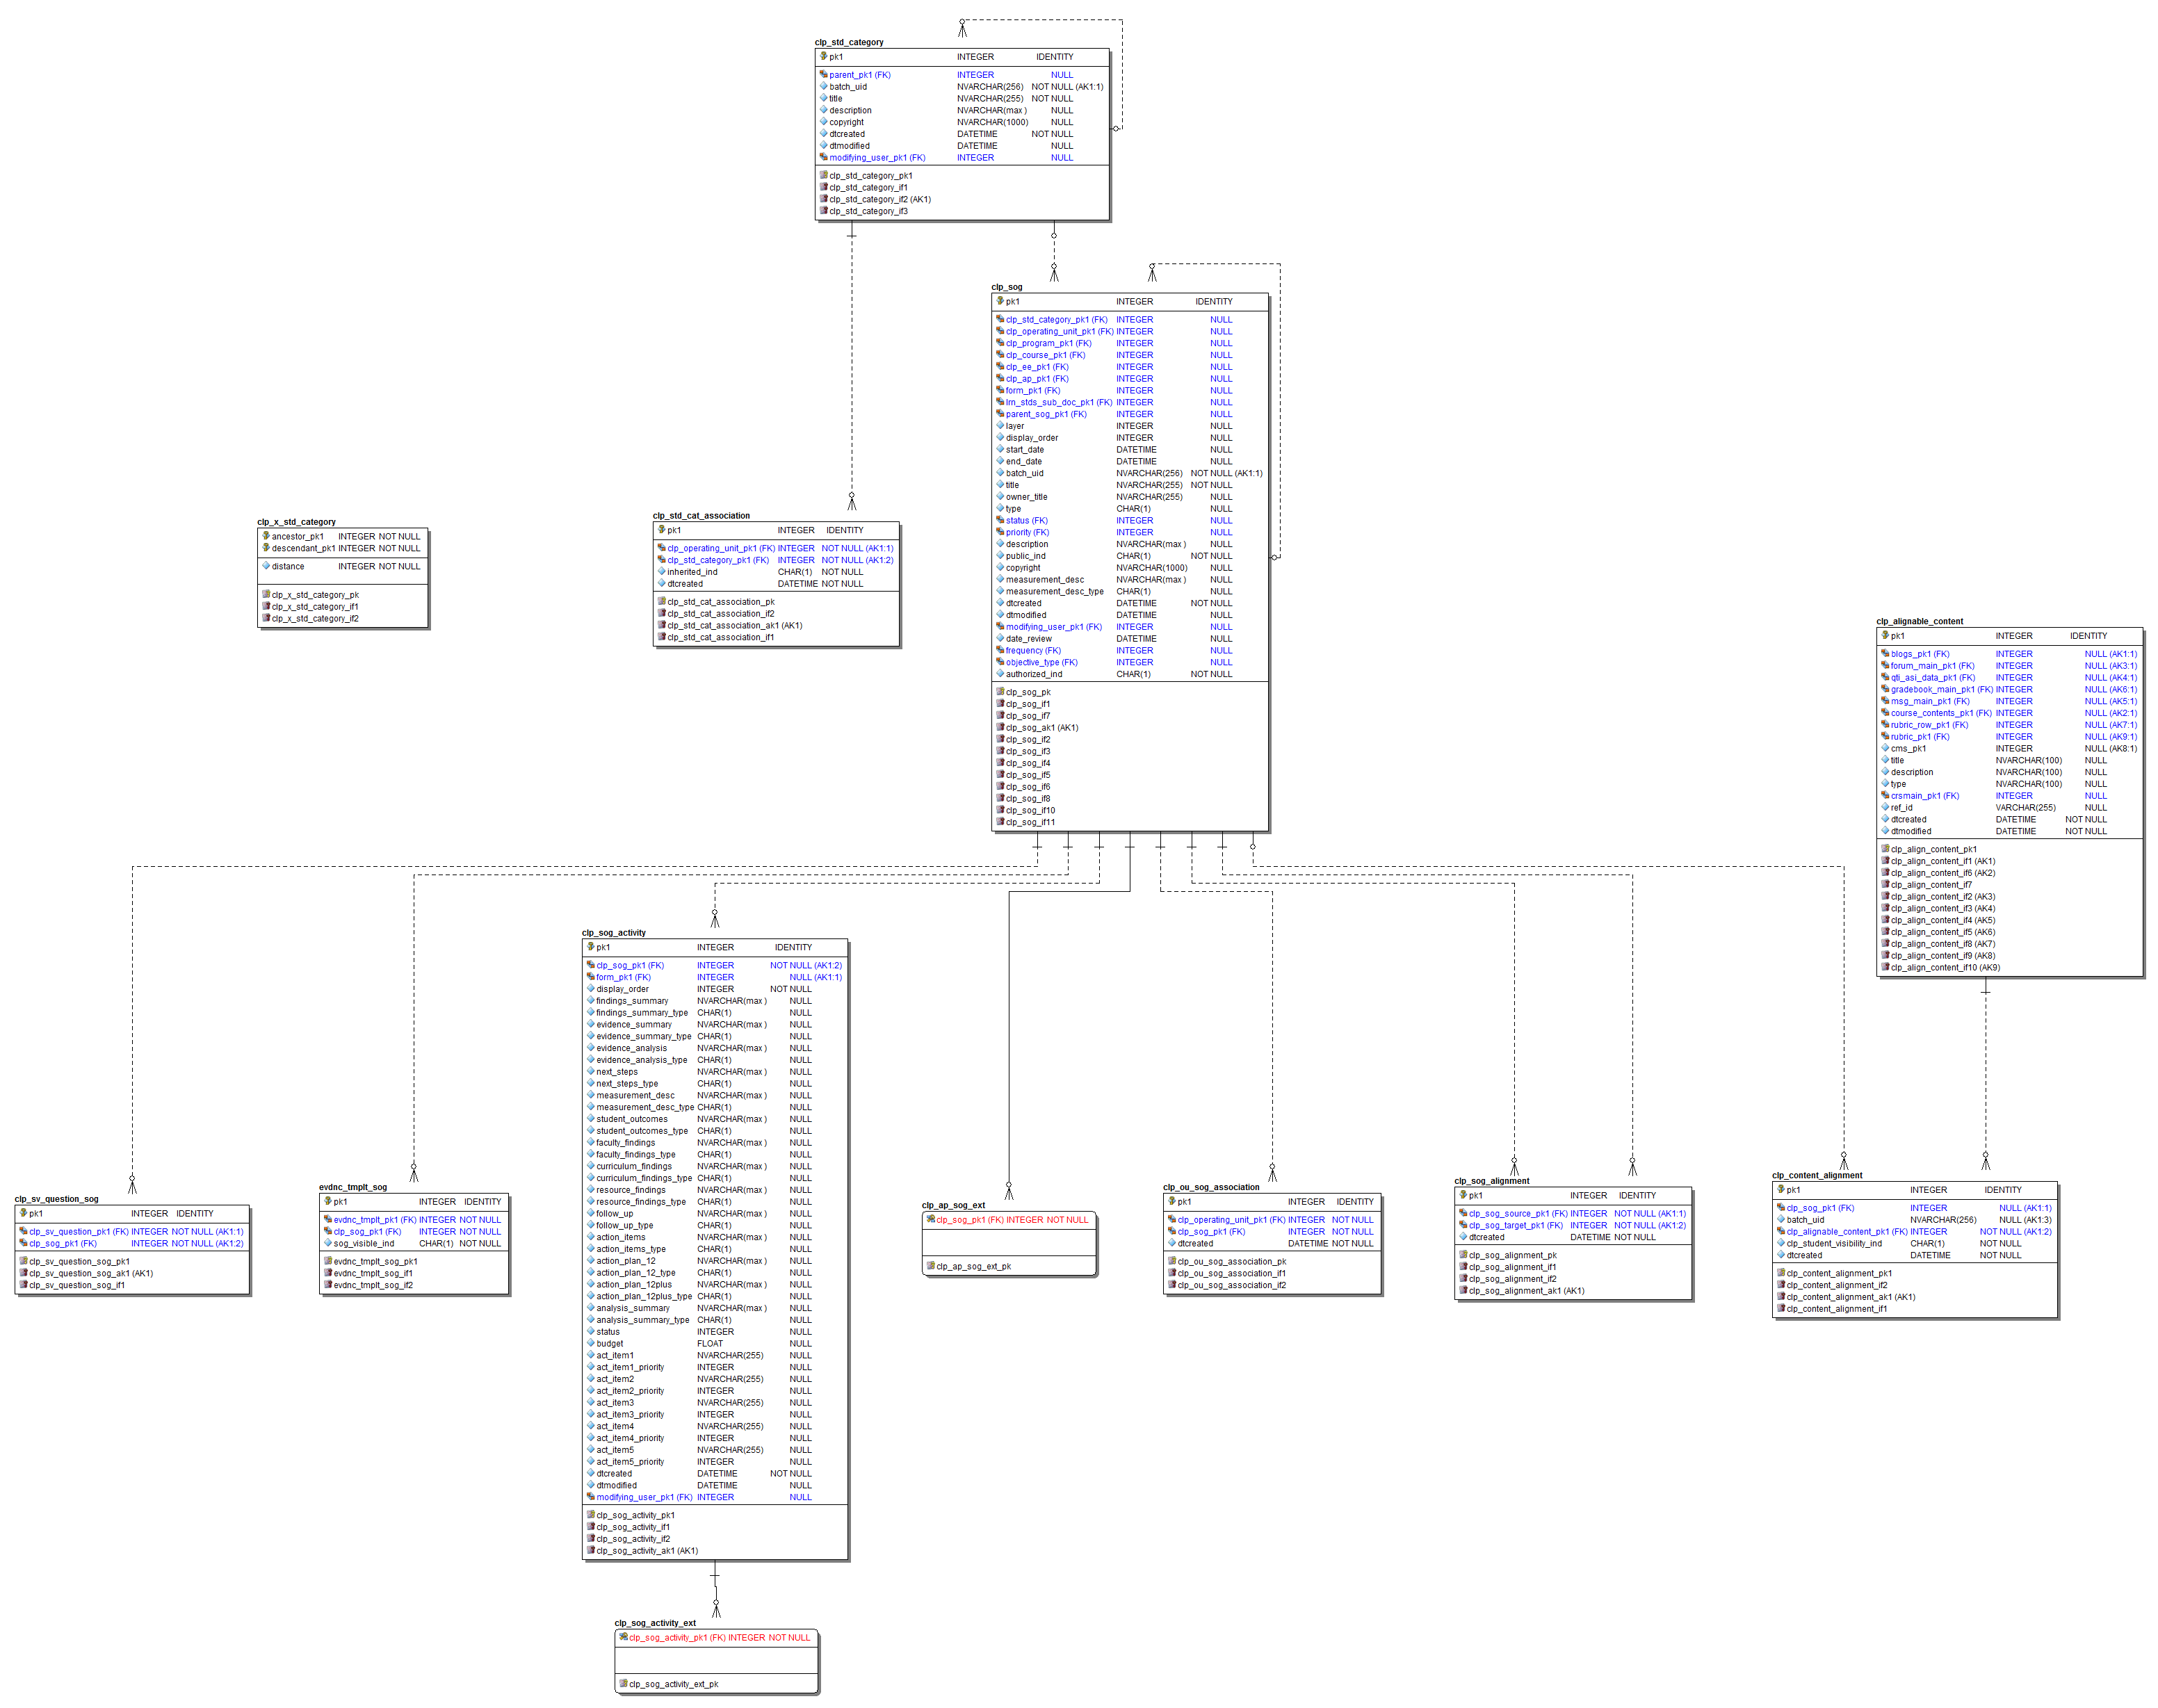 clp_std_category
pk1 INTEGER IDENTITY
parent_pk1 (FK) INTEGER NULL
batch_uid NVARCHAR(256) NOT NULL (AK1:1)
title NVARCHAR(255) NOT NULL
description NVARCHAR(max ) NULL
copyright NVARCHAR(1000) NULL
dtcreated DATETIME NOT NULL
dtmodified DATETIME NULL
modifying_user_pk1 (FK) INTEGER NULL
clp_std_category_pk1
clp_std_category_if1
clp_std_category_if2 (AK1)
clp_std_category_if3
clp_sog
pk1 INTEGER IDENTITY
clp_std_category_pk1 (FK) INTEGER NULL
clp_operating_unit_pk1 (FK) INTEGER NULL
clp_program_pk1 (FK) INTEGER NULL
clp_course_pk1 (FK) INTEGER NULL
clp_ee_pk1 (FK) INTEGER NULL
clp_ap_pk1 (FK) INTEGER NULL
form_pk1 (FK) INTEGER NULL
lrn_stds_sub_doc_pk1 (FK) INTEGER NULL
parent_sog_pk1 (FK) INTEGER NULL
layer INTEGER NULL
display_order INTEGER NULL
start_date DATETIME NULL
end_date DATETIME NULL
batch_uid NVARCHAR(256) NOT NULL (AK1:1)
title NVARCHAR(255) NOT NULL
owner_title NVARCHAR(255) NULL
type CHAR(1) NULL
status (FK) INTEGER NULL
priority (FK) INTEGER NULL
description NVARCHAR(max ) NULL
public_ind CHAR(1) NOT NULL
copyright NVARCHAR(1000) NULL
measurement_desc NVARCHAR(max ) NULL
measurement_desc_type CHAR(1) NULL
dtcreated DATETIME NOT NULL
dtmodified DATETIME NULL
modifying_user_pk1 (FK) INTEGER NULL
date_review DATETIME NULL
frequency (FK) INTEGER NULL
objective_type (FK) INTEGER NULL
authorized_ind CHAR(1) NOT NULL
clp_sog_pk
clp_sog_if1
clp_sog_if7
clp_sog_ak1 (AK1)
clp_sog_if2
clp_sog_if3
clp_sog_if4
clp_sog_if5
clp_sog_if6
clp_sog_if8
clp_sog_if10
clp_sog_if11
clp_x_std_category
ancestor_pk1 INTEGER NOT NULL
descendant_pk1 INTEGER NOT NULL
distance INTEGER NOT NULL
clp_x_std_category_pk
clp_x_std_category_if1
clp_x_std_category_if2
clp_std_cat_association
pk1 INTEGER IDENTITY
clp_operating_unit_pk1 (FK) INTEGER NOT NULL (AK1:1)
clp_std_category_pk1 (FK) INTEGER NOT NULL (AK1:2)
inherited_ind CHAR(1) NOT NULL
dtcreated DATETIME NOT NULL
clp_std_cat_association_pk
clp_std_cat_association_if2
clp_std_cat_association_ak1 (AK1)
clp_std_cat_association_if1
clp_alignable_content
pk1 INTEGER IDENTITY
blogs_pk1 (FK) INTEGER NULL (AK1:1)
forum_main_pk1 (FK) INTEGER NULL (AK3:1)
qti_asi_data_pk1 (FK) INTEGER NULL (AK4:1)
gradebook_main_pk1 (FK) INTEGER NULL (AK6:1)
msg_main_pk1 (FK) INTEGER NULL (AK5:1)
course_contents_pk1 (FK) INTEGER NULL (AK2:1)
rubric_row_pk1 (FK) INTEGER NULL (AK7:1)
rubric_pk1 (FK) INTEGER NULL (AK9:1)
cms_pk1 INTEGER NULL (AK8:1)
title NVARCHAR(100) NULL
description NVARCHAR(100) NULL
type NVARCHAR(100) NULL
crsmain_pk1 (FK) INTEGER NULL
ref_id VARCHAR(255) NULL
dtcreated DATETIME NOT NULL
dtmodified DATETIME NOT NULL
clp_align_content_pk1
clp_align_content_if1 (AK1)
clp_align_content_if6 (AK2)
clp_align_content_if7
clp_align_content_if2 (AK3)
clp_align_content_if3 (AK4)
clp_align_content_if4 (AK5)
clp_align_content_if5 (AK6)
clp_align_content_if8 (AK7)
clp_align_content_if9 (AK8)
clp_align_content_if10 (AK9)
clp_sog_activity
pk1 INTEGER IDENTITY
clp_sog_pk1 (FK) INTEGER NOT NULL (AK1:2)
form_pk1 (FK) INTEGER NULL (AK1:1)
display_order INTEGER NOT NULL
findings_summary NVARCHAR(max ) NULL
findings_summary_type CHAR(1) NULL
evidence_summary NVARCHAR(max ) NULL
evidence_summary_type CHAR(1) NULL
evidence_analysis NVARCHAR(max ) NULL
evidence_analysis_type CHAR(1) NULL
next_steps NVARCHAR(max ) NULL
next_steps_type CHAR(1) NULL
measurement_desc NVARCHAR(max ) NULL
measurement_desc_type CHAR(1) NULL
student_outcomes NVARCHAR(max ) NULL
student_outcomes_type CHAR(1) NULL
faculty_findings NVARCHAR(max ) NULL
faculty_findings_type CHAR(1) NULL
curriculum_findings NVARCHAR(max ) NULL
curriculum_findings_type CHAR(1) NULL
resource_findings NVARCHAR(max ) NULL
resource_findings_type CHAR(1) NULL
follow_up NVARCHAR(max ) NULL
follow_up_type CHAR(1) NULL
action_items NVARCHAR(max ) NULL
action_items_type CHAR(1) NULL
action_plan_12 NVARCHAR(max ) NULL
action_plan_12_type CHAR(1) NULL
action_plan_12plus NVARCHAR(max ) NULL
action_plan_12plus_type CHAR(1) NULL
analysis_summary NVARCHAR(max ) NULL
analysis_summary_type CHAR(1) NULL
status INTEGER NULL
budget FLOAT NULL
act_item1 NVARCHAR(255) NULL
act_item1_priority INTEGER NULL
act_item2 NVARCHAR(255) NULL
act_item2_priority INTEGER NULL
act_item3 NVARCHAR(255) NULL
act_item3_priority INTEGER NULL
act_item4 NVARCHAR(255) NULL
act_item4_priority INTEGER NULL
act_item5 NVARCHAR(255) NULL
act_item5_priority INTEGER NULL
dtcreated DATETIME NOT NULL
dtmodified DATETIME NULL
modifying_user_pk1 (FK) INTEGER NULL
clp_sog_activity_pk1
clp_sog_activity_if1
clp_sog_activity_if2
clp_sog_activity_ak1 (AK1)
clp_sv_question_sog
pk1 INTEGER IDENTITY
clp_sv_question_pk1 (FK) INTEGER NOT NULL (AK1:1)
clp_sog_pk1 (FK) INTEGER NOT NULL (AK1:2)
clp_sv_question_sog_pk1
clp_sv_question_sog_ak1 (AK1)
clp_sv_question_sog_if1
evdnc_tmplt_sog
pk1 INTEGER IDENTITY
evdnc_tmplt_pk1 (FK) INTEGER NOT NULL
clp_sog_pk1 (FK) INTEGER NOT NULL
sog_visible_ind CHAR(1) NOT NULL
evdnc_tmplt_sog_pk1
evdnc_tmplt_sog_if1
evdnc_tmplt_sog_if2
clp_ap_sog_ext
clp_sog_pk1 (FK) INTEGER NOT NULL
clp_ap_sog_ext_pk
clp_ou_sog_association
pk1 INTEGER IDENTITY
clp_operating_unit_pk1 (FK) INTEGER NOT NULL
clp_sog_pk1 (FK) INTEGER NOT NULL
dtcreated DATETIME NOT NULL
clp_ou_sog_association_pk
clp_ou_sog_association_if1
clp_ou_sog_association_if2
clp_sog_alignment
pk1 INTEGER IDENTITY
clp_sog_source_pk1 (FK) INTEGER NOT NULL (AK1:1)
clp_sog_target_pk1 (FK) INTEGER NOT NULL (AK1:2)
dtcreated DATETIME NOT NULL
clp_sog_alignment_pk
clp_sog_alignment_if1
clp_sog_alignment_if2
clp_sog_alignment_ak1 (AK1)
clp_content_alignment
pk1 INTEGER IDENTITY
clp_sog_pk1 (FK) INTEGER NULL (AK1:1)
batch_uid NVARCHAR(256) NULL (AK1:3)
clp_alignable_content_pk1 (FK) INTEGER NOT NULL (AK1:2)
clp_student_visibility_ind CHAR(1) NOT NULL
dtcreated DATETIME NOT NULL
clp_content_alignment_pk1
clp_content_alignment_if2
clp_content_alignment_ak1 (AK1)
clp_content_alignment_if1
clp_sog_activity_ext
clp_sog_activity_pk1 (FK) INTEGER NOT NULL
clp_sog_activity_ext_pk